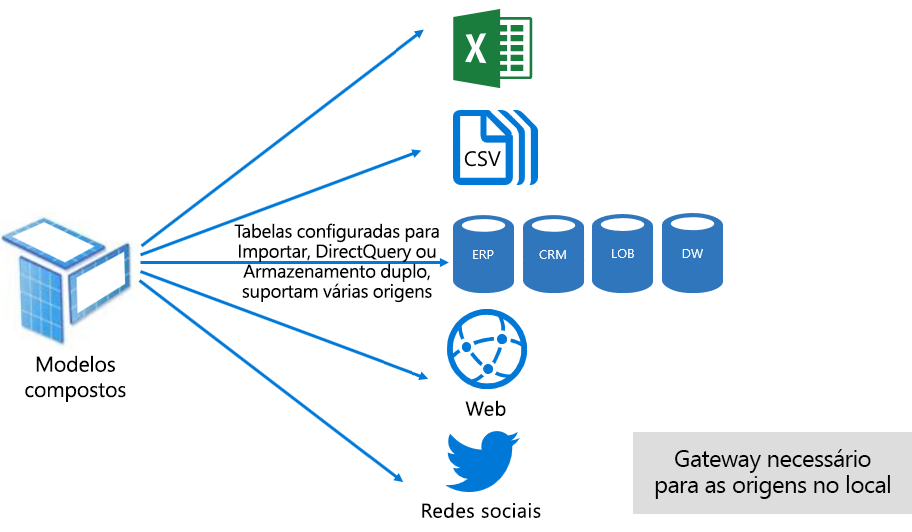 X
CSV
Tabelas configuradas para
Importar, DirectQuery ou
Armazenamento duplo,
suportam várias origens
ERP
CRM
LOB
DW
Modelos
compostos
Web
Redes sociais
Gateway necessário
para as origens no local